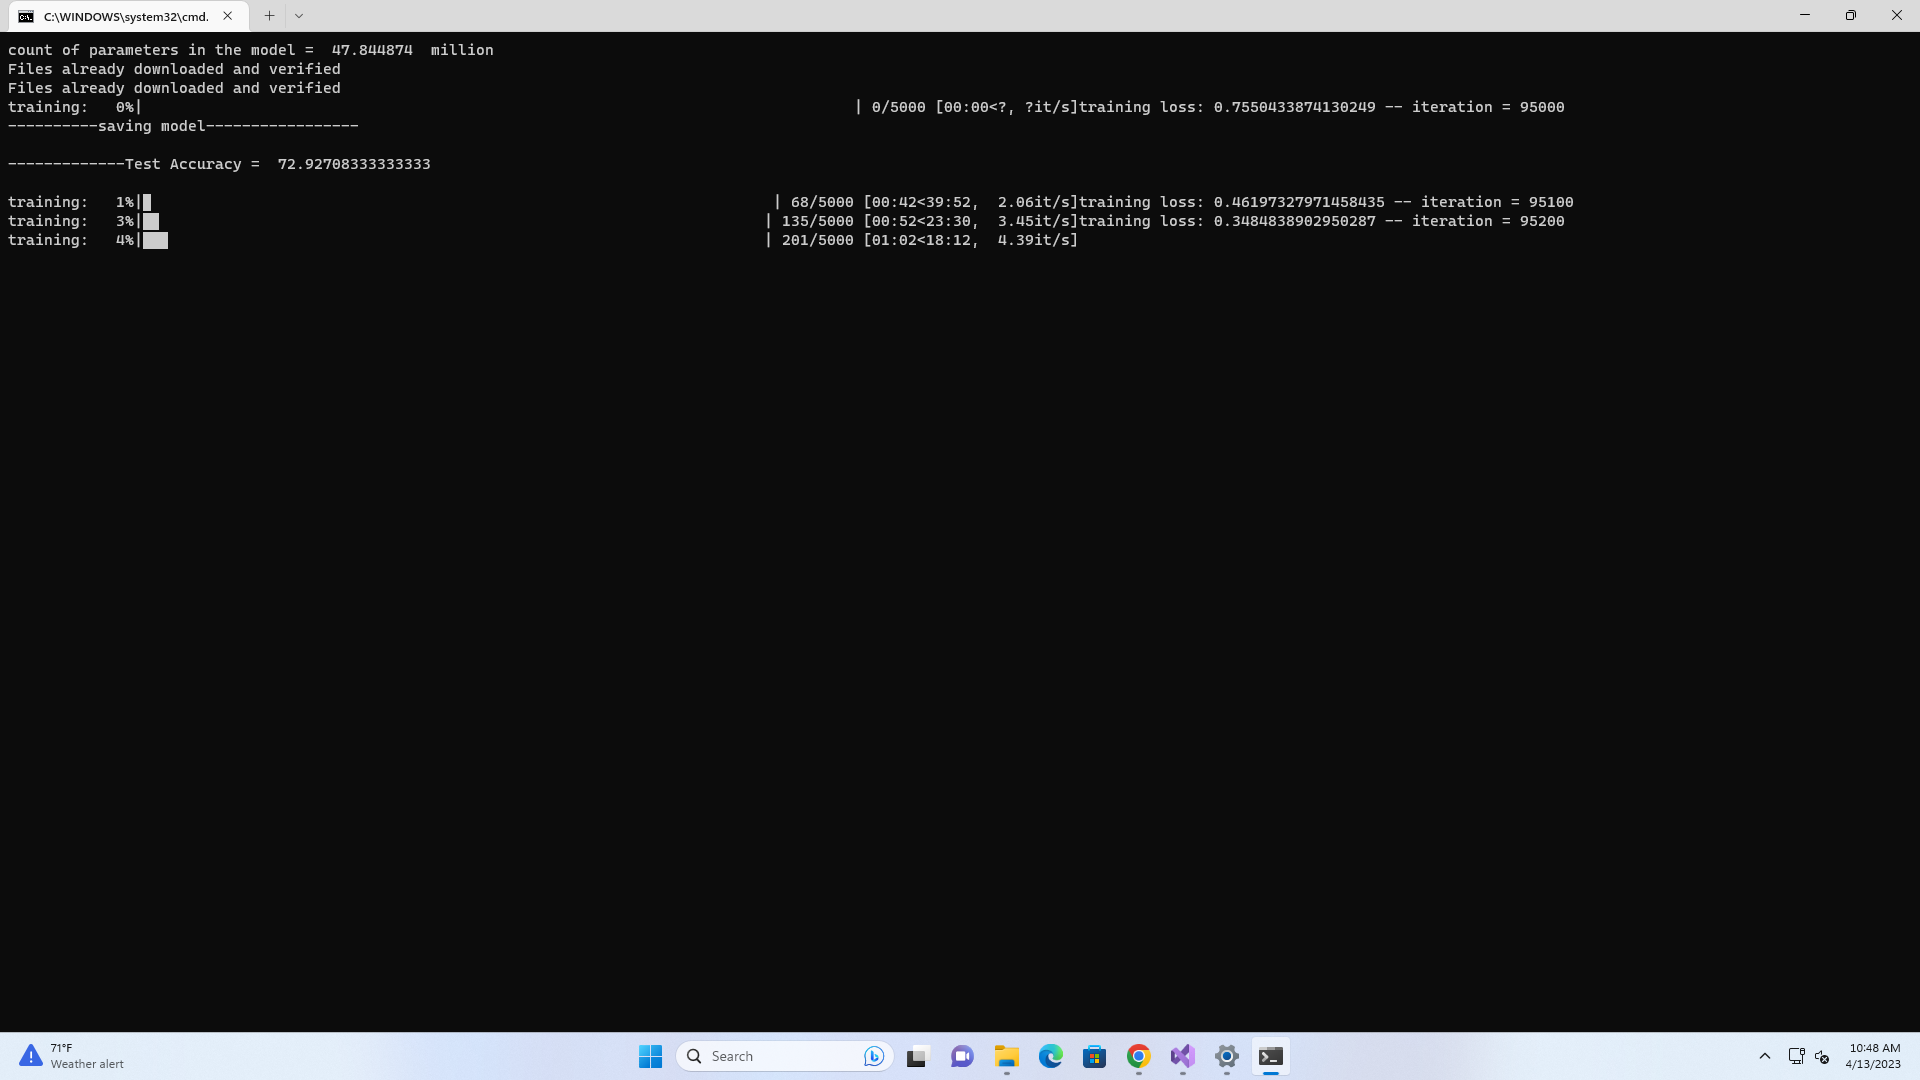 C:\WINDOWS\system32\cmd.
count of parameters in the model =  47.844874  million
Files already downloaded and verified
Files already downloaded and verified
training:   0%|          | 0/5000 [00:00<?, ?it/s]training loss: 0.7550433874130249 -- iteration = 95000
----------saving model-----------------
-------------Test Accuracy =  72.92708333333333
training:   1%|          | 68/5000 [00:42<39:52,  2.06it/s]training loss: 0.46197327971458435 -- iteration = 95100
training:   3%|          | 135/5000 [00:52<23:30,  3.45it/s]training loss: 0.3484838902950287 -- iteration = 95200
training:   4%|          | 201/5000 [01:02<18:12,  4.39it/s]
71°F
Weather alert
Search
10:48 AM
4/13/2023